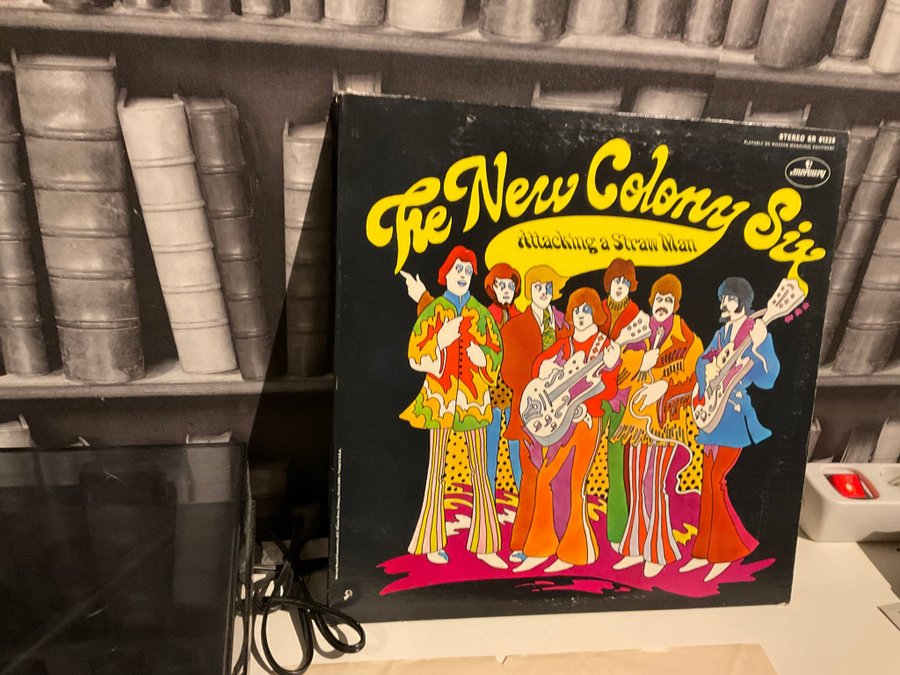 STEREO SR 61228
PLAYABLE ON MODERN MONAURAL EQUIPMENT
mercury
The New Colony Six
Attacking a Straw Man